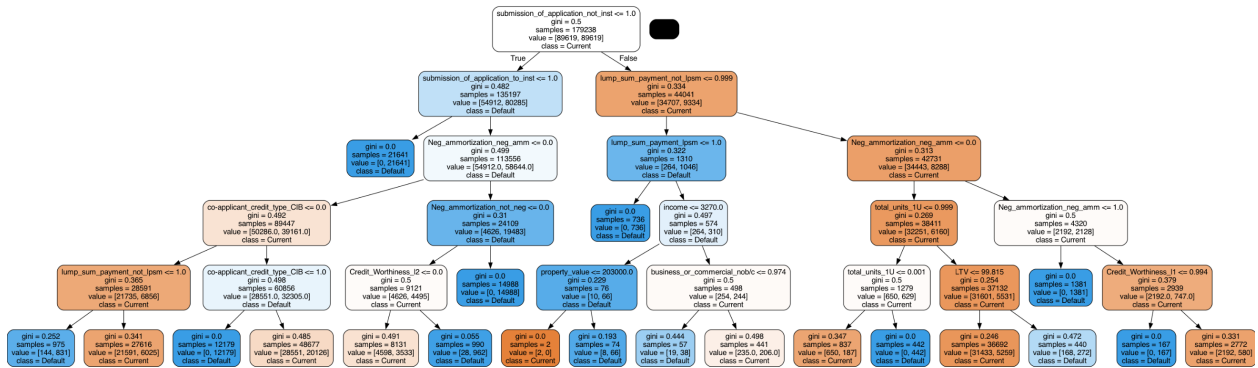 submission_of_application_not_inst <= 1.0
gini = 0.5
samples = 179238
value = [89619, 89619]
class = Current
True
False
submission_of_application_to_inst <= 1.0
gini = 0.482
samples = 135197
value = [54912, 80285]
class = Default
lump_sum_payment_not_lpsm <= 0.999
gini = 0.334
samples = 44041
value = [34707, 9334]
class = Current
gini = 0.0
samples = 21641
value = [0, 21641]
class = Default
Neg_ammortization_neg_amm <= 0.0
gini = 0.499
samples = 113556
value = [54912.0, 58644.0]
class = Default
lump_sum_payment_lpsm <= 1.0
gini = 0.322
samples = 1310
value = [264, 1046]
class = Default
Neg_ammortization_neg_amm <= 0.0
gini = 0.313
samples = 42731
value = [34443, 8288]
class = Current
co-applicant_credit_type_CIB <= 0.0
gini = 0.492
samples = 89447
value = [50286.0, 39161.0]
class = Current
Neg_ammortization_not_neg <= 0.0
gini = 0.31
samples = 24109
value = [4626, 19483]
class = Default
gini = 0.0
samples = 736
value = [0, 736]
class = Default
income <= 3270.0
gini = 0.497
samples = 574
value = [264, 310]
class = Default
total_units_1U <= 0.999
gini = 0.269
samples = 38411
value = [32251, 6160]
class = Current
Neg_ammortization_neg_amm <= 1.0
gini = 0.5
samples = 4320
value = [2192, 2128]
class = Current
lump_sum_payment_not_lpsm <= 1.0
gini = 0.365
samples = 28591
value = [21735, 6856]
class = Current
co-applicant_credit_type_CIB <= 1.0
gini = 0.498
samples = 60856
value = [28551.0, 32305.0]
class = Default
Credit_Worthiness_l2 <= 0.0
gini = 0.5
samples = 9121
value = [4626, 4495]
class = Current
gini = 0.0
samples = 14988
value = [0, 14988]
class = Default
property_value <= 203000.0
gini = 0.229
samples = 76
value = [10, 66]
class = Default
business_or_commercial_nob/c <= 0.974
gini = 0.5
samples = 498
value = [254, 244]
class = Current
total_units_1U <= 0.001
gini = 0.5
samples = 1279
value = [650, 629]
class = Current
LTV <= 99.815
gini = 0.254
samples = 37132
value = [31601, 5531]
class = Current
gini = 0.0
samples = 1381
value = [0, 1381]
class = Default
Credit_Worthiness_l1 <= 0.994
gini = 0.379
samples = 2939
value = [2192.0, 747.0]
class = Current
gini = 0.252
samples = 975
value = [144, 831]
class = Default
gini = 0.341
samples = 27616
value = [21591, 6025]
class = Current
gini = 0.0
samples = 12179
value = [0, 12179]
class = Default
gini = 0.485
samples = 48677
value = [28551, 20126]
class = Current
gini = 0.491
samples = 8131
value = [4598, 3533]
class = Current
gini = 0.055
samples = 990
value = [28, 962]
class = Default
gini = 0.0
samples = 2
value = [2, 0]
class = Current
gini = 0.193
samples = 74
value = [8, 66]
class = Default
gini = 0.444
samples = 57
value = [19, 38]
class = Default
gini = 0.498
samples = 441
value = [235.0, 206.0]
class = Current
gini = 0.347
samples = 837
value = [650, 187]
class = Current
gini = 0.0
samples = 442
value = [0, 442]
class = Default
gini = 0.246
samples = 36692
value = [31433, 5259]
class = Current
gini = 0.472
samples = 440
value = [168, 272]
class = Default
gini = 0.0
samples = 167
value = [0, 167]
class = Default
gini = 0.331
samples = 2772
value = [2192, 580]
class = Current